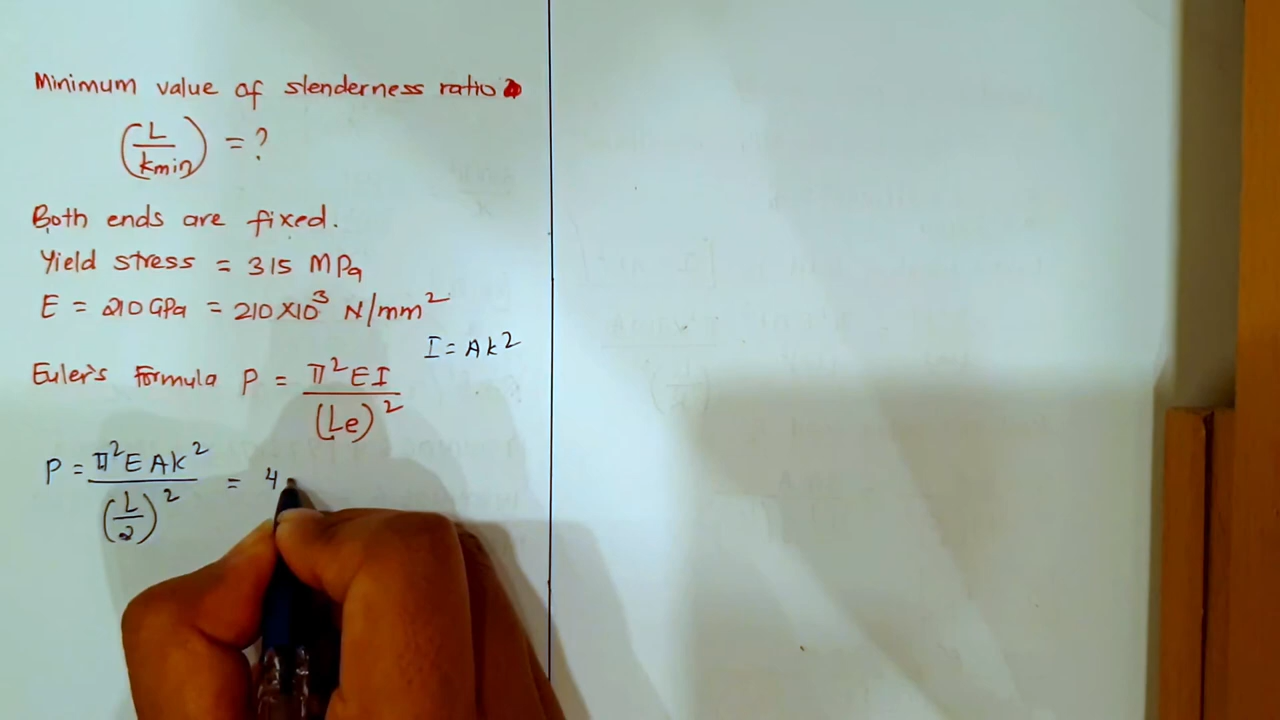 Minimum value of slenderness ratio
(L/kmin) = ?
Both ends are fixed.
Yield stress = 315 MPa
E = 210 GPa = 210×10³ N/mm²
I = Ak²
Euler's formula P = π²EI/(Le)²
P = π²EAk²/(L/2)² = 4